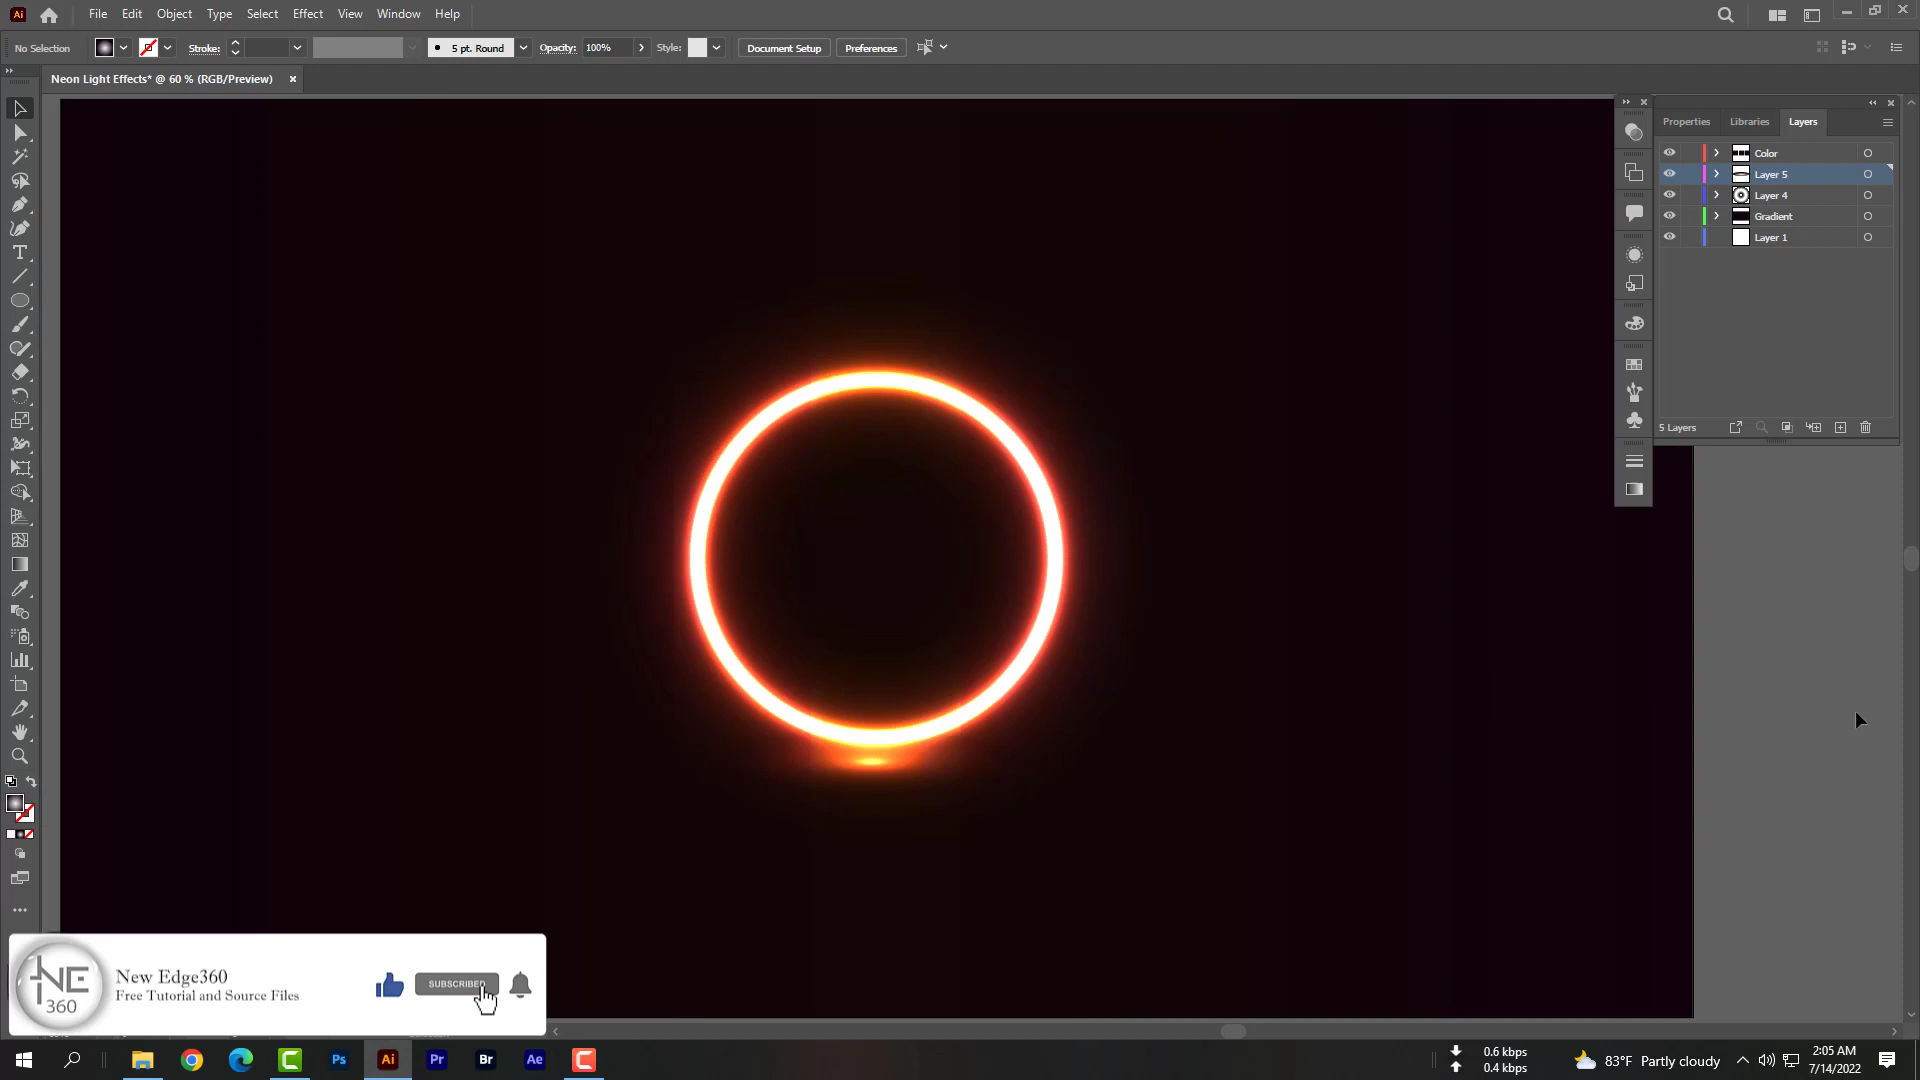 Ai File Edit Object Type Select Effect View Window Help
No Selection Stroke: 5 pt. Round Opacity: 100% Style: Document Setup Preferences
Neon Light Effects* @ 60 % (RGB/Preview) ×
Properties Libraries Layers
Color
Layer 5
Layer 4
Gradient
Layer 1
5 Layers
NE
360
New Edge360
Free Tutorial and Source Files
SUBSCRIBED
Ps Ai Pr Br Ae
0.6 kbps
0.4 kbps
83°F Partly cloudy
2:05 AM
7/14/2022